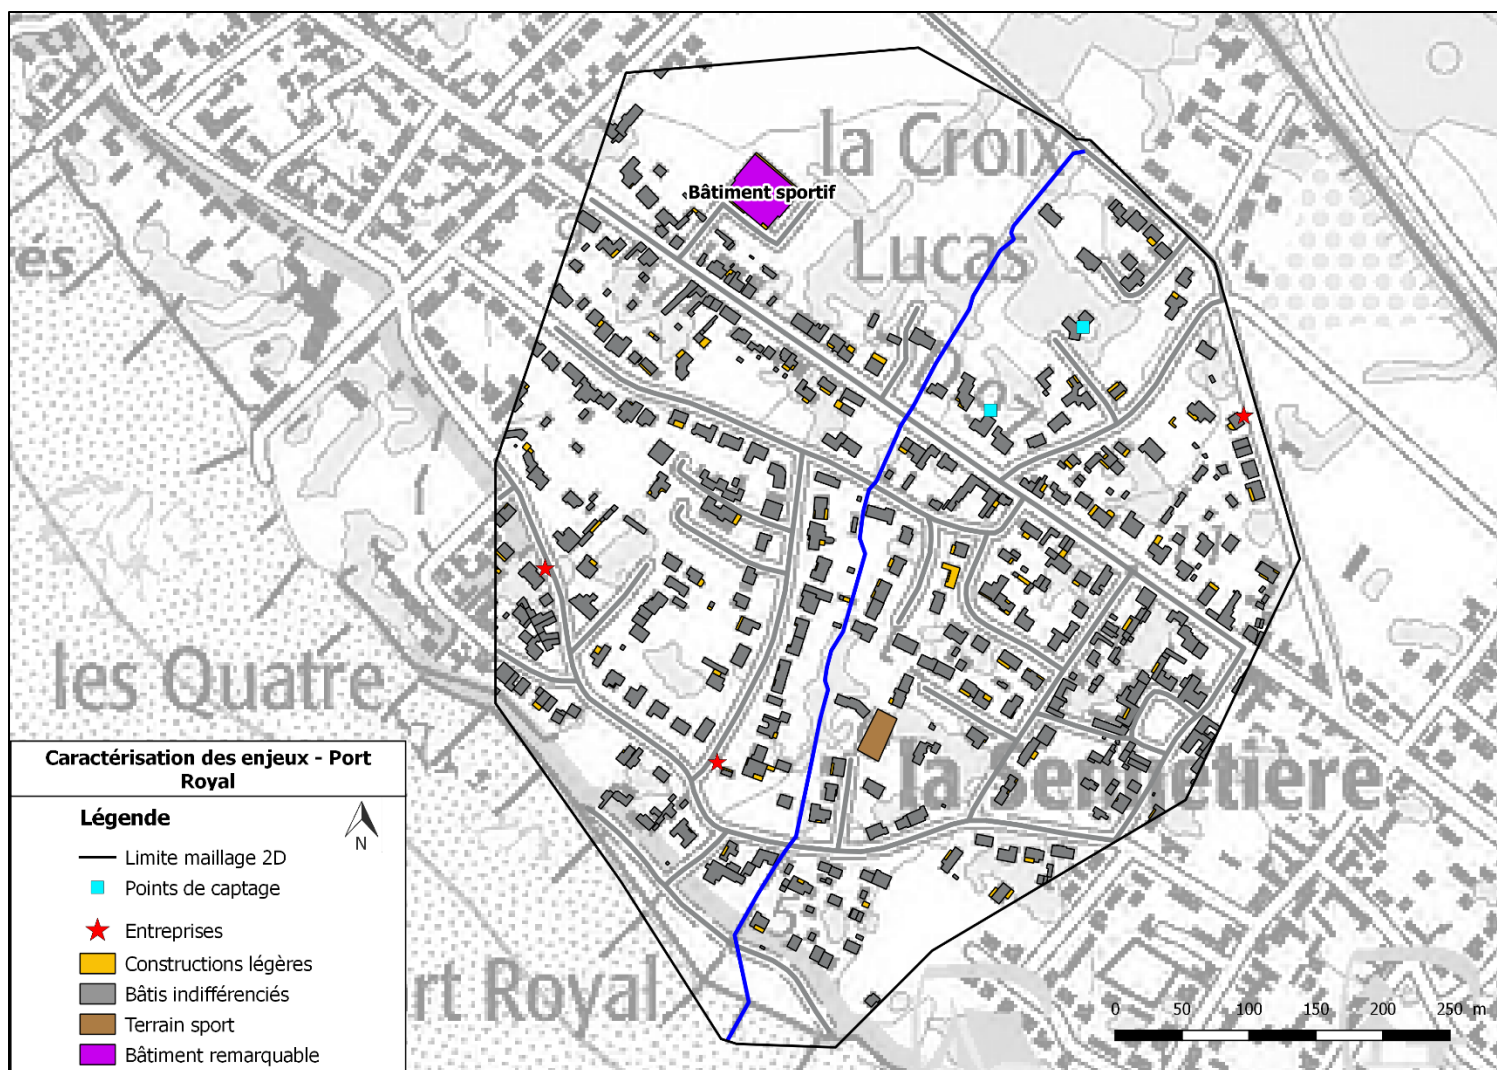 la Croix
Bâtiment sportif
Lucas
és
les Quatre
la Sennetière
rt Royal
Caractérisation des enjeux - Port
Royal
Légende
N
Limite maillage 2D
Points de captage
Entreprises
Constructions légères
Bâtis indifférenciés
Terrain sport
Bâtiment remarquable
0 50 100 150 200 250 m